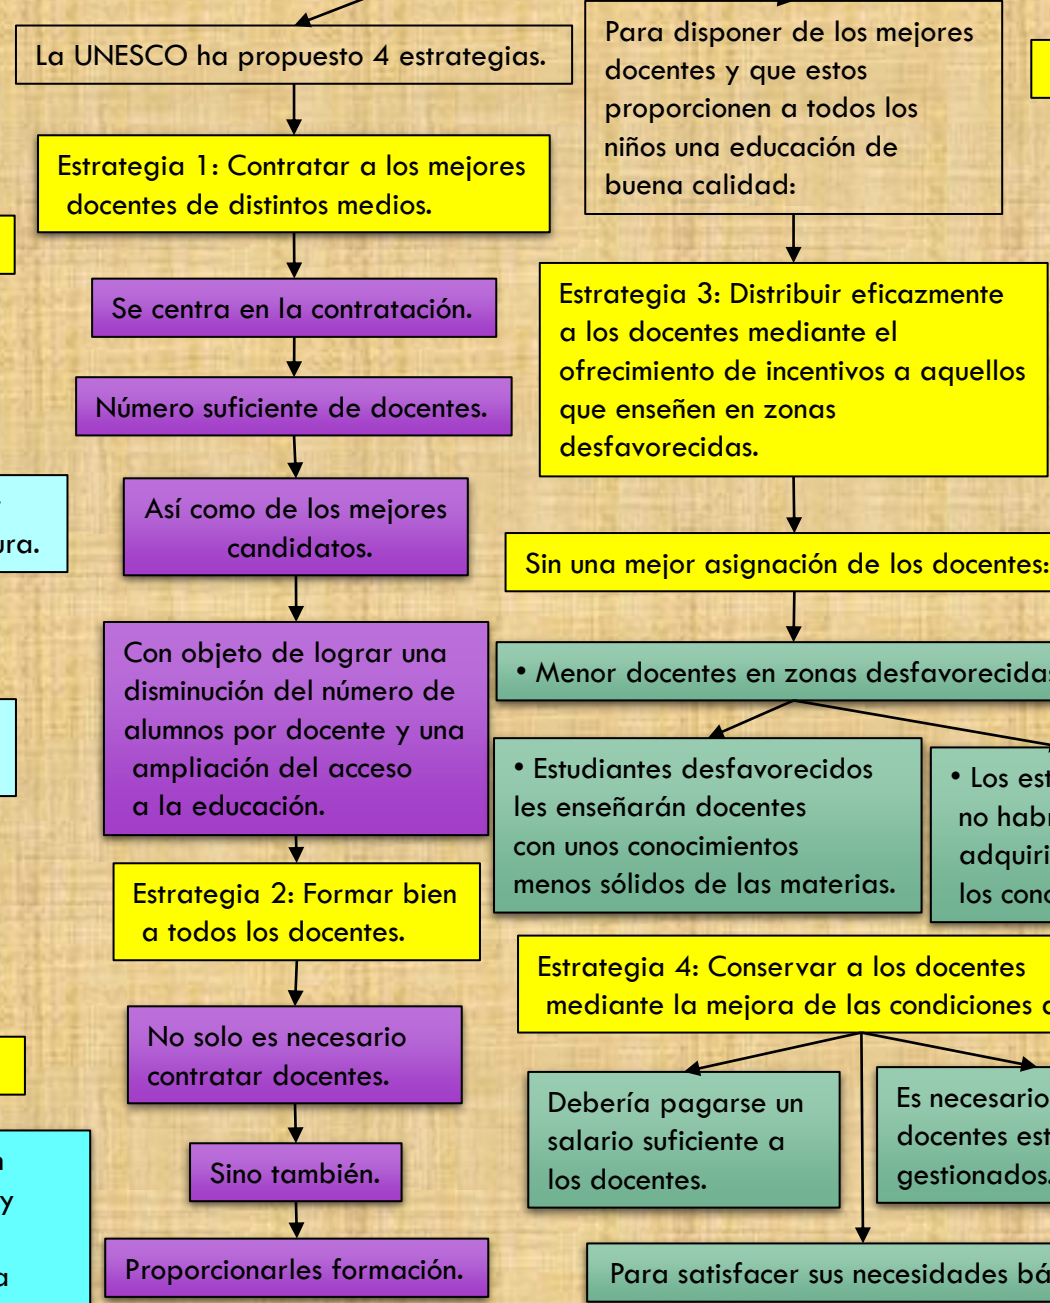 La UNESCO ha propuesto 4 estrategias.
Estrategia 1: Contratar a los mejores
docentes de distintos medios.
Se centra en la contratación.
Número suficiente de docentes.
Así como de los mejores
candidatos.
Con objeto de lograr una
disminución del número de
alumnos por docente y una
ampliación del acceso
a la educación.
Estrategia 2: Formar bien
a todos los docentes.
No solo es necesario
contratar docentes.
Sino también.
Proporcionarles formación.
Para disponer de los mejores
docentes y que estos
proporcionen a todos los
niños una educación de
buena calidad:
Estrategia 3: Distribuir eficazmente
a los docentes mediante el
ofrecimiento de incentivos a aquellos
que enseñen en zonas
desfavorecidas.
Sin una mejor asignación de los docentes:
• Menor docentes en zonas
• Estudiantes desfavorecidos
les enseñarán docentes
con unos conocimientos
menos sólidos de las materias.
• Los
no
los
Estrategia 4: Conservar a los docentes
mediante la mejora de las condiciones
Debería pagarse un
salario suficiente a
los docentes.
Es necesario
docentes
gestionados.
Para satisfacer sus necesidades
y